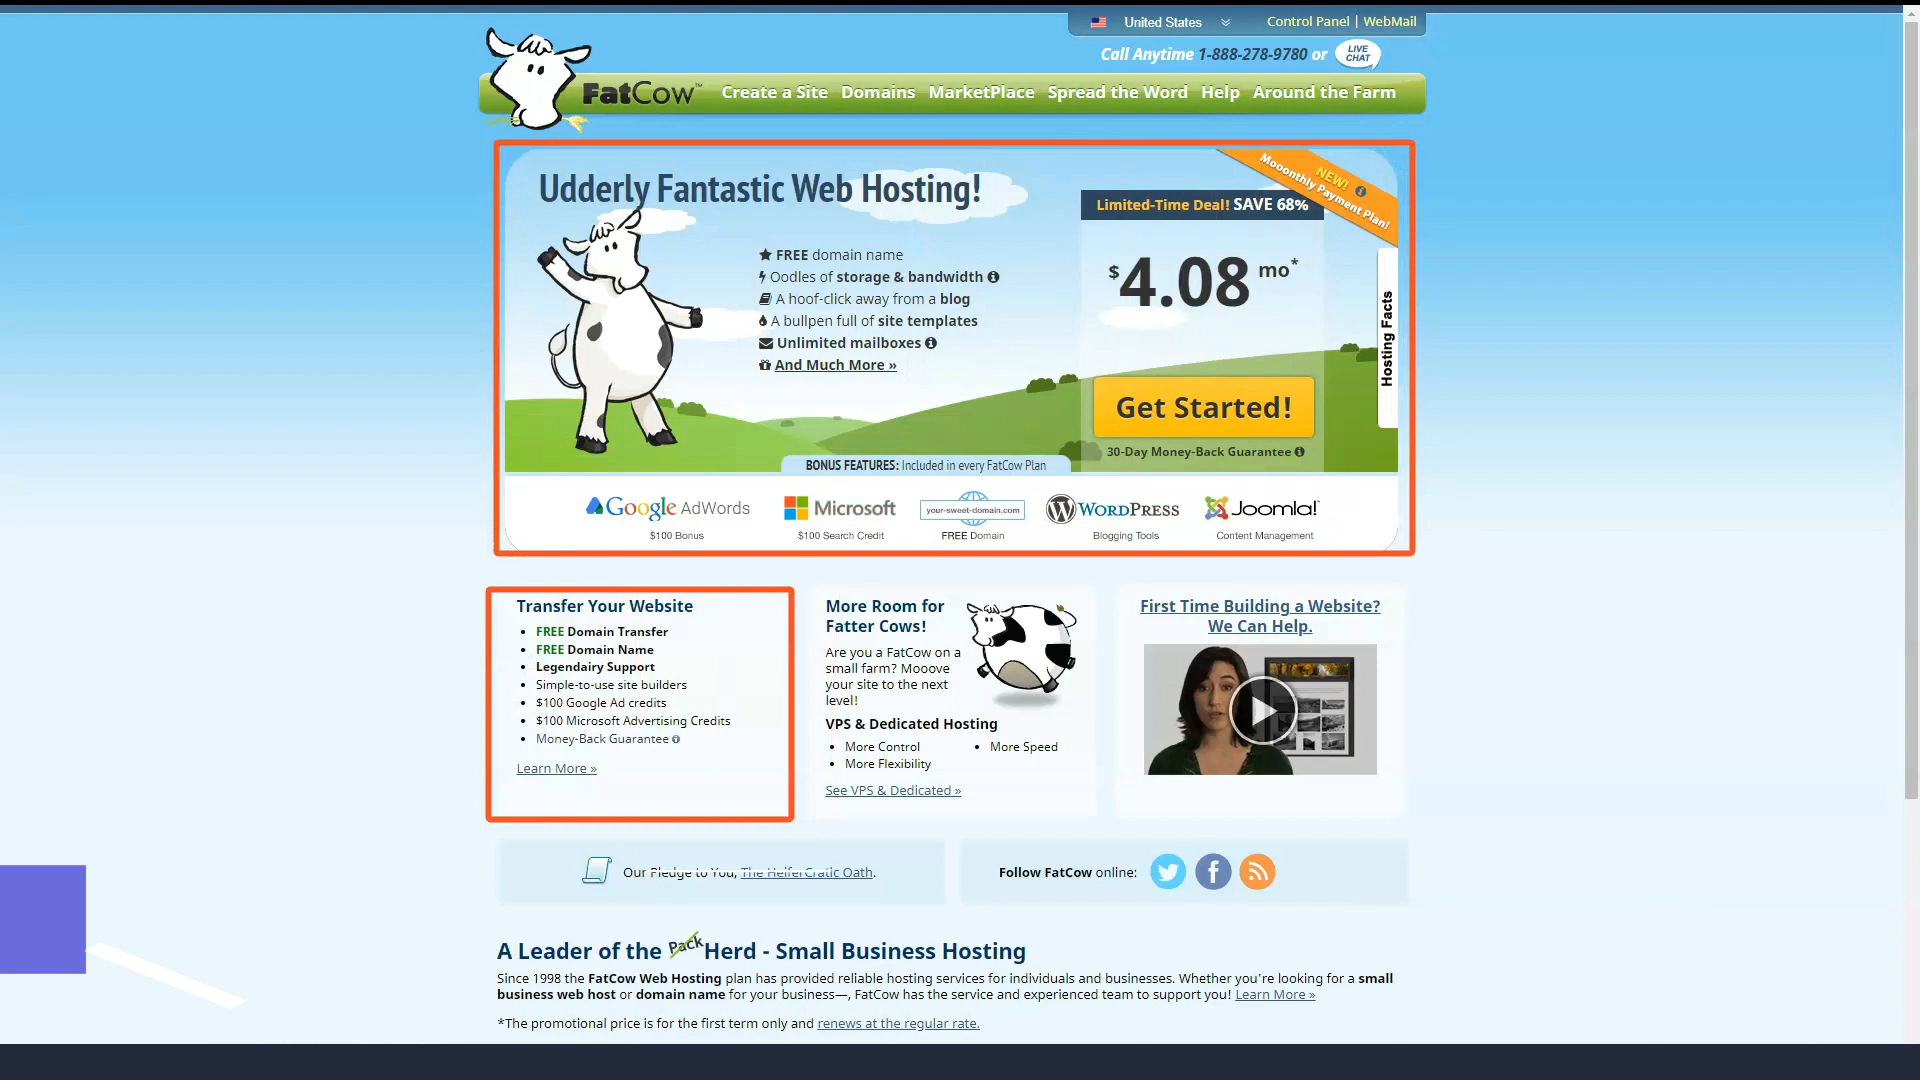 United States
Control Panel | WebMail
Call Anytime 1-888-278-9780 or LIVE CHAT
FatCow™ Create a Site Domains MarketPlace Spread the Word Help Around the Farm
Udderly Fantastic Web Hosting!
NEW!
Mooonthly Payment Plan!
Limited-Time Deal! SAVE 68%
FREE domain name
Oodles of storage & bandwidth
A hoof-click away from a blog
A bullpen full of site templates
Unlimited mailboxes
And Much More »
$4.08 mo*
Hosting Facts
Get Started!
30-Day Money-Back Guarantee
BONUS FEATURES: Included in every FatCow Plan
Google AdWords
$100 Bonus
Microsoft
$100 Search Credit
your-sweet-domain.com
FREE Domain
WORDPRESS
Blogging Tools
Joomla!
Content Management
Transfer Your Website
• FREE Domain Transfer
• FREE Domain Name
• Legendairy Support
• Simple-to-use site builders
• $100 Google Ad credits
• $100 Microsoft Advertising Credits
• Money-Back Guarantee
Learn More »
More Room for
Fatter Cows!
Are you a FatCow on a
small farm? Mooove
your site to the next
level!
VPS & Dedicated Hosting
• More Control
• More Speed
• More Flexibility
See VPS & Dedicated »
First Time Building a Website?
We Can Help.
Our Pledge to You, The HeiferCratic Oath.
Follow FatCow online:
A Leader of the Pack Herd - Small Business Hosting
Since 1998 the FatCow Web Hosting plan has provided reliable hosting services for individuals and businesses. Whether you're looking for a small
business web host or domain name for your business—, FatCow has the service and experienced team to support you! Learn More »
*The promotional price is for the first term only and renews at the regular rate.